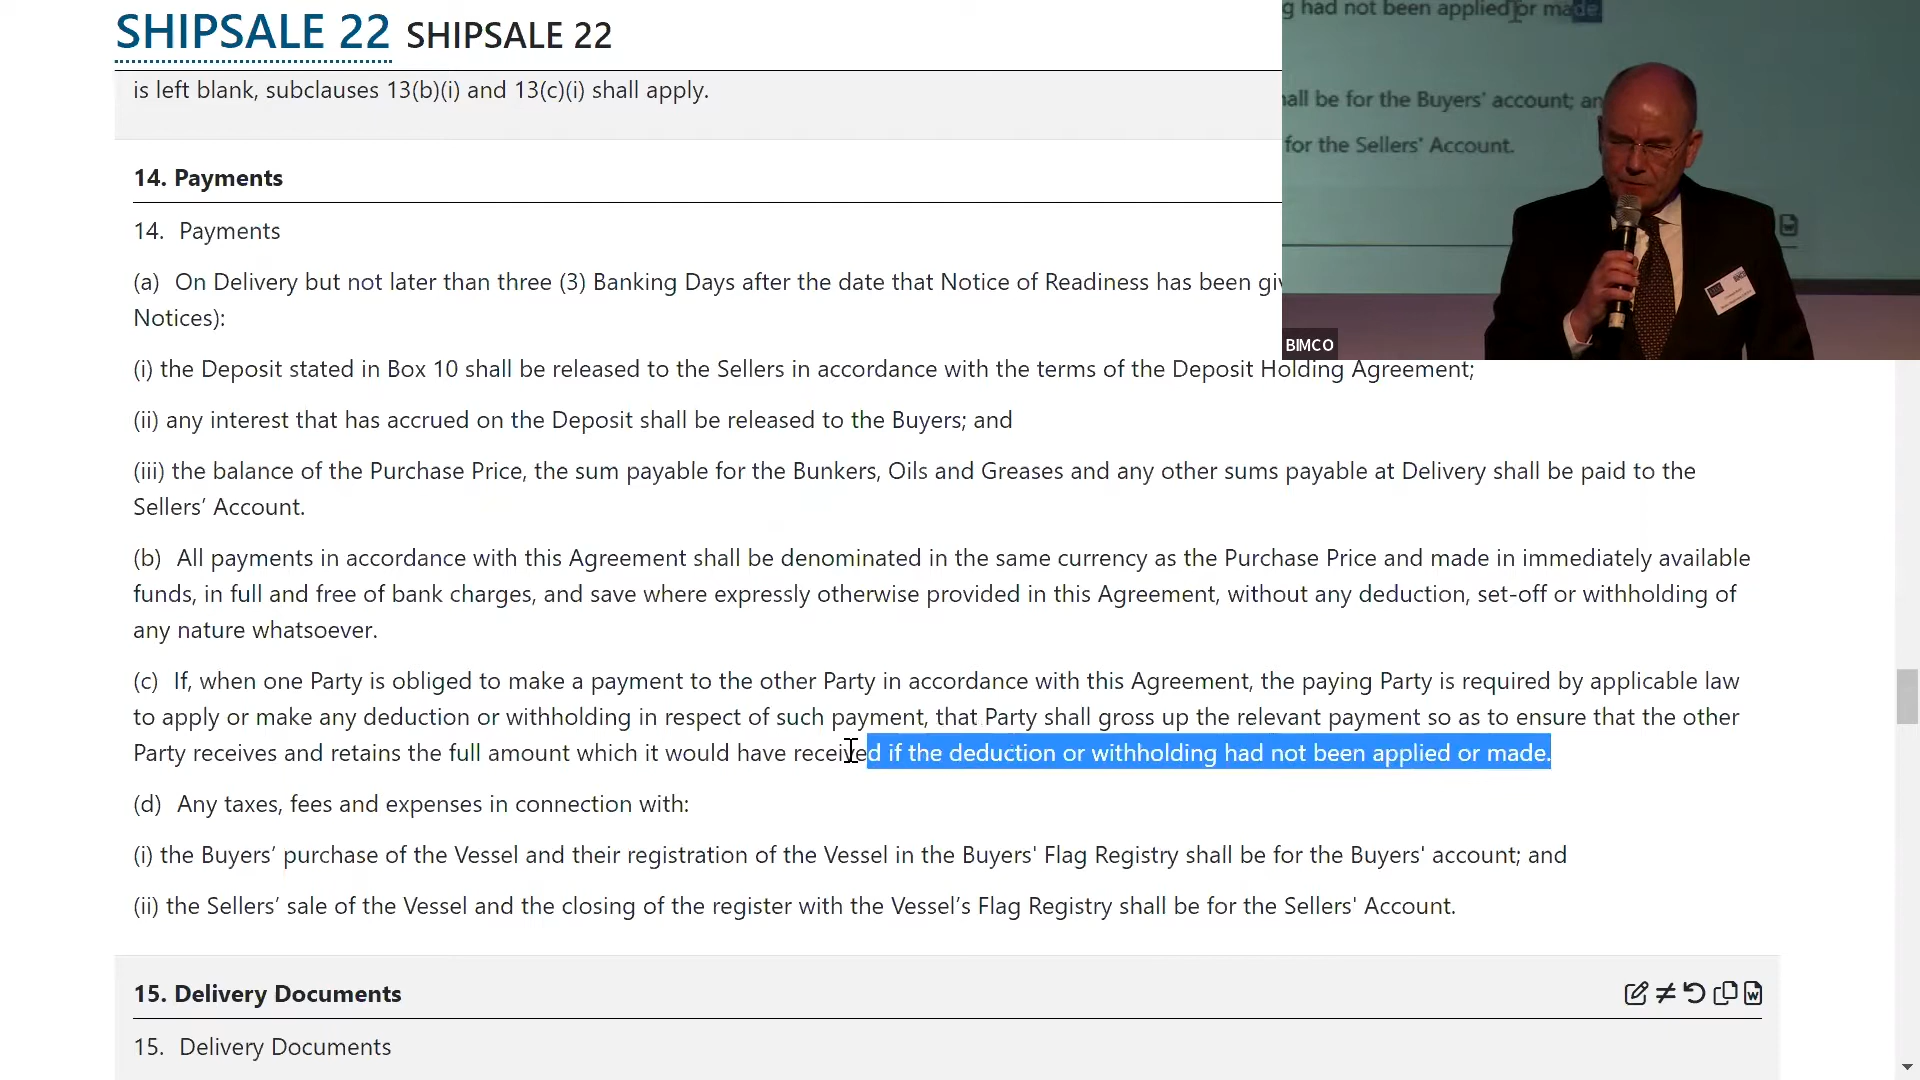 SHIPSALE 22 SHIPSALE 22
is left blank, subclauses 13(b)(i) and 13(c)(i) shall apply.
14. Payments
14. Payments
(a) On Delivery but not later than three (3) Banking Days after the date that Notice of Readiness has been giv
Notices):
(i) the Deposit stated in Box 10 shall be released to the Sellers in accordance with the terms of the Deposit Holding Agreement;
(ii) any interest that has accrued on the Deposit shall be released to the Buyers; and
(iii) the balance of the Purchase Price, the sum payable for the Bunkers, Oils and Greases and any other sums payable at Delivery shall be paid to the
Sellers’ Account.
(b) All payments in accordance with this Agreement shall be denominated in the same currency as the Purchase Price and made in immediately available
funds, in full and free of bank charges, and save where expressly otherwise provided in this Agreement, without any deduction, set-off or withholding of
any nature whatsoever.
(c) If, when one Party is obliged to make a payment to the other Party in accordance with this Agreement, the paying Party is required by applicable law
to apply or make any deduction or withholding in respect of such payment, that Party shall gross up the relevant payment so as to ensure that the other
Party receives and retains the full amount which it would have received if the deduction or withholding had not been applied or made.
(d) Any taxes, fees and expenses in connection with:
(i) the Buyers’ purchase of the Vessel and their registration of the Vessel in the Buyers' Flag Registry shall be for the Buyers' account; and
(ii) the Sellers’ sale of the Vessel and the closing of the register with the Vessel’s Flag Registry shall be for the Sellers' Account.
15. Delivery Documents
15. Delivery Documents
g had not been applied or made.
all be for the Buyers' account; an
for the Sellers' Account.
BIMCO